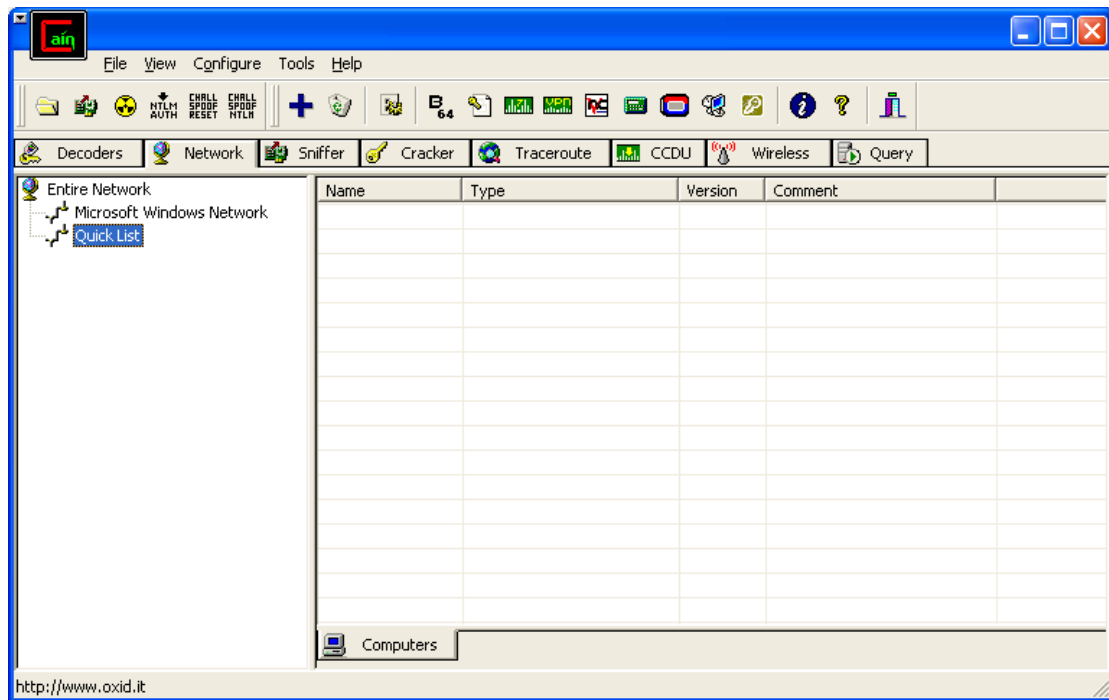 Cain
File View Configure Tools Help
NTLM AUTH CHALL SPOOF RESET CHALL SPOOF NTLM B64 VPN
Decoders Network Sniffer Cracker Traceroute CCDU Wireless Query
Entire Network
Microsoft Windows Network
Quick List
Name Type Version Comment
Computers
http://www.oxid.it